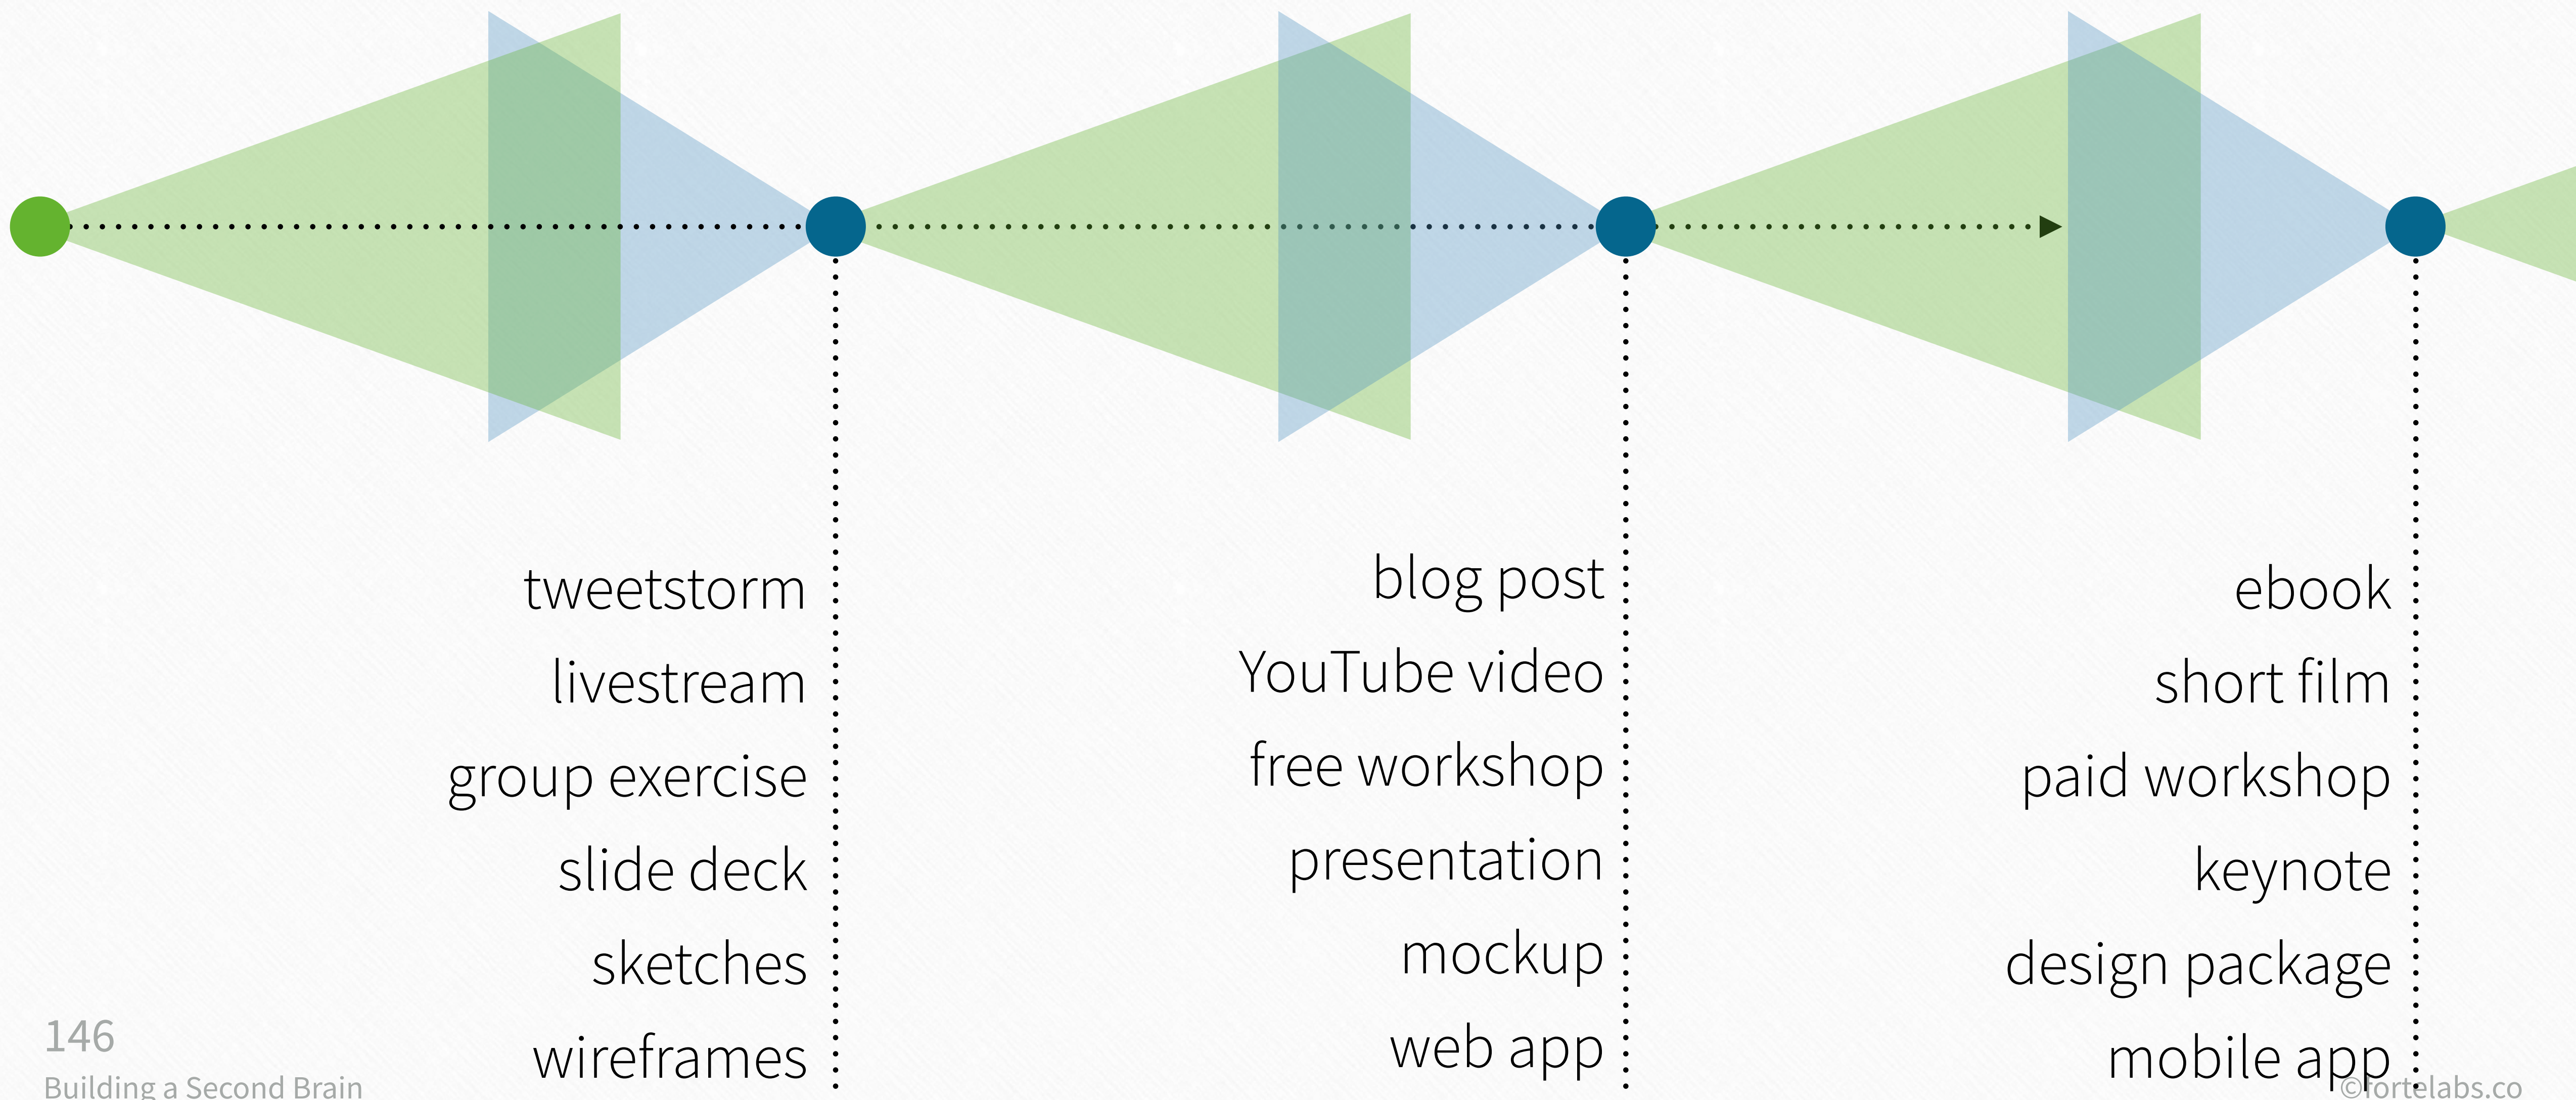 tweetstorm
livestream
group exercise
slide deck
sketches
wireframes
blog post
YouTube video
free workshop
presentation
mockup
web app
ebook
short film
paid workshop
keynote
design package
mobile app
146
Building a Second Brain
©fortelabs.co